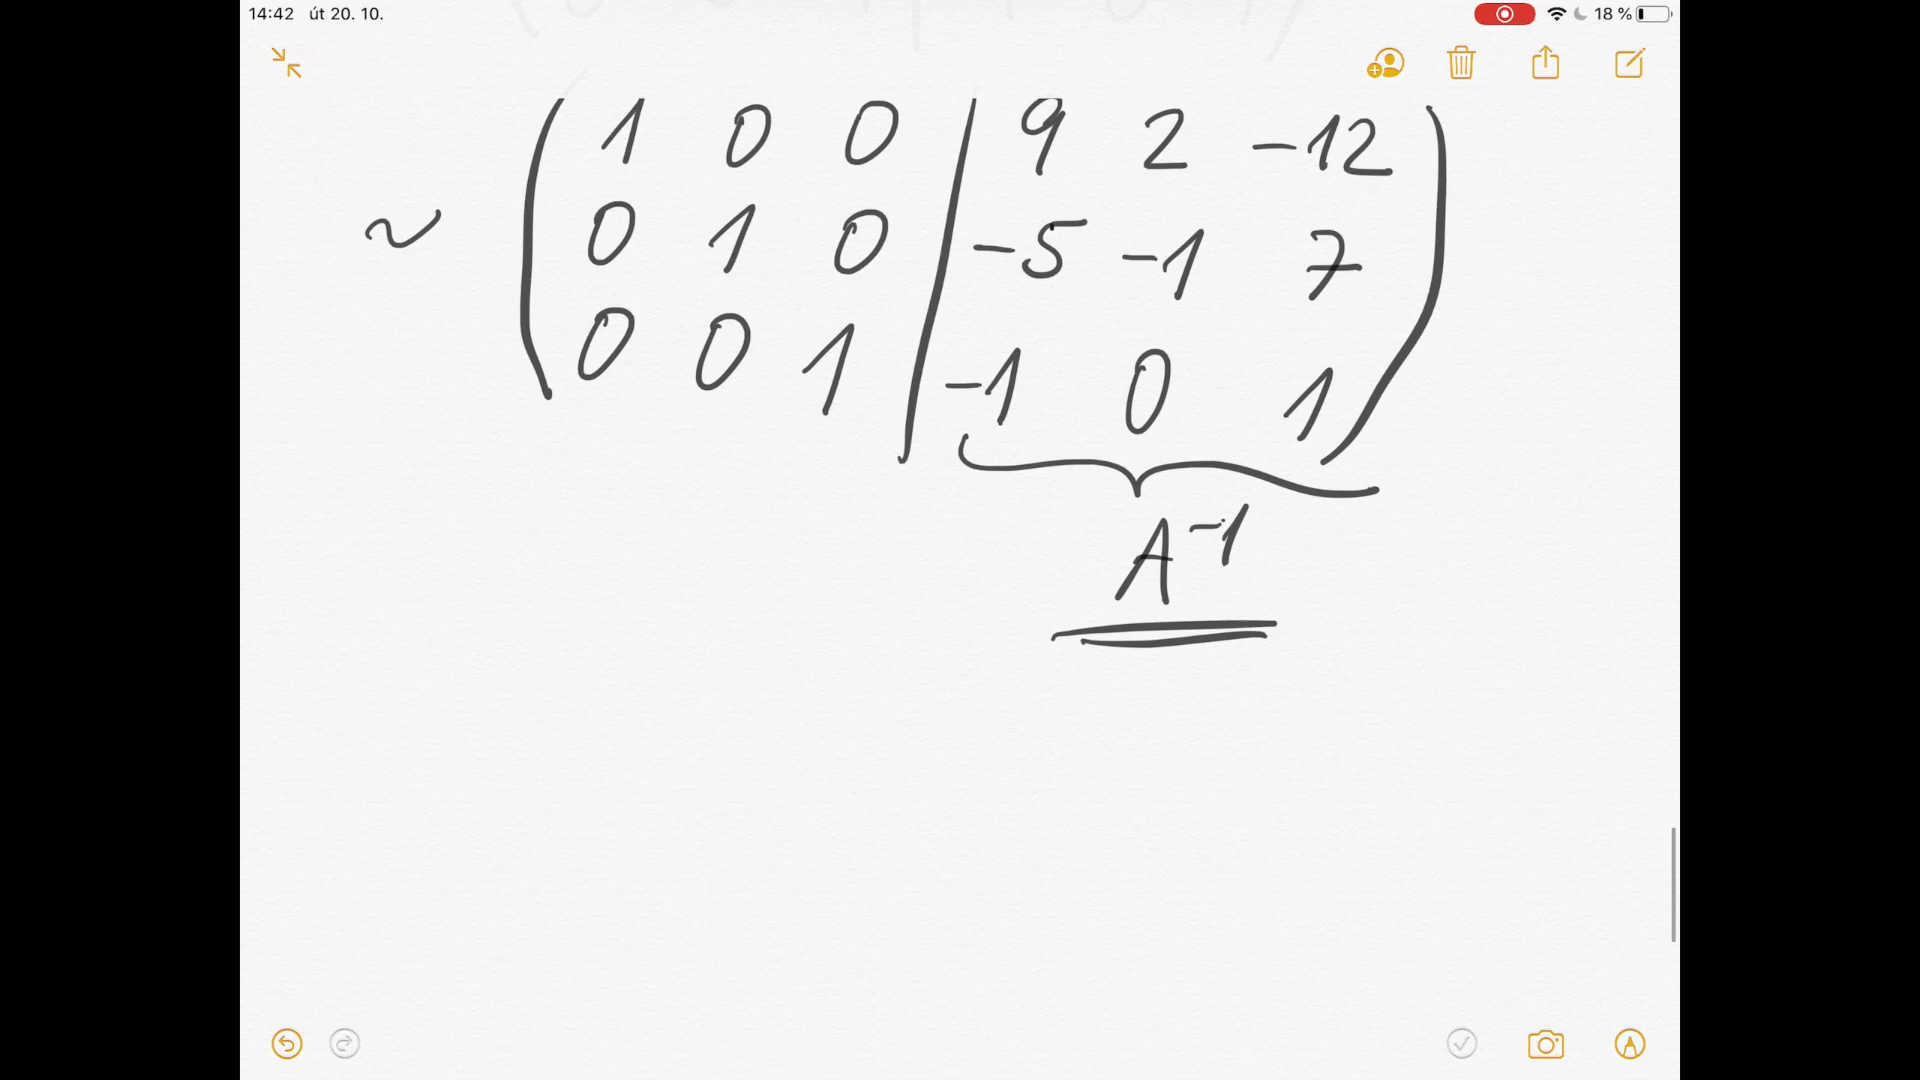 14:42 út 20. 10. 18 %
~ ( 1 0 0 | 9 2 -12 )
0 1 0 | -5 -1 7
0 0 1 | -1 0 1
A⁻¹